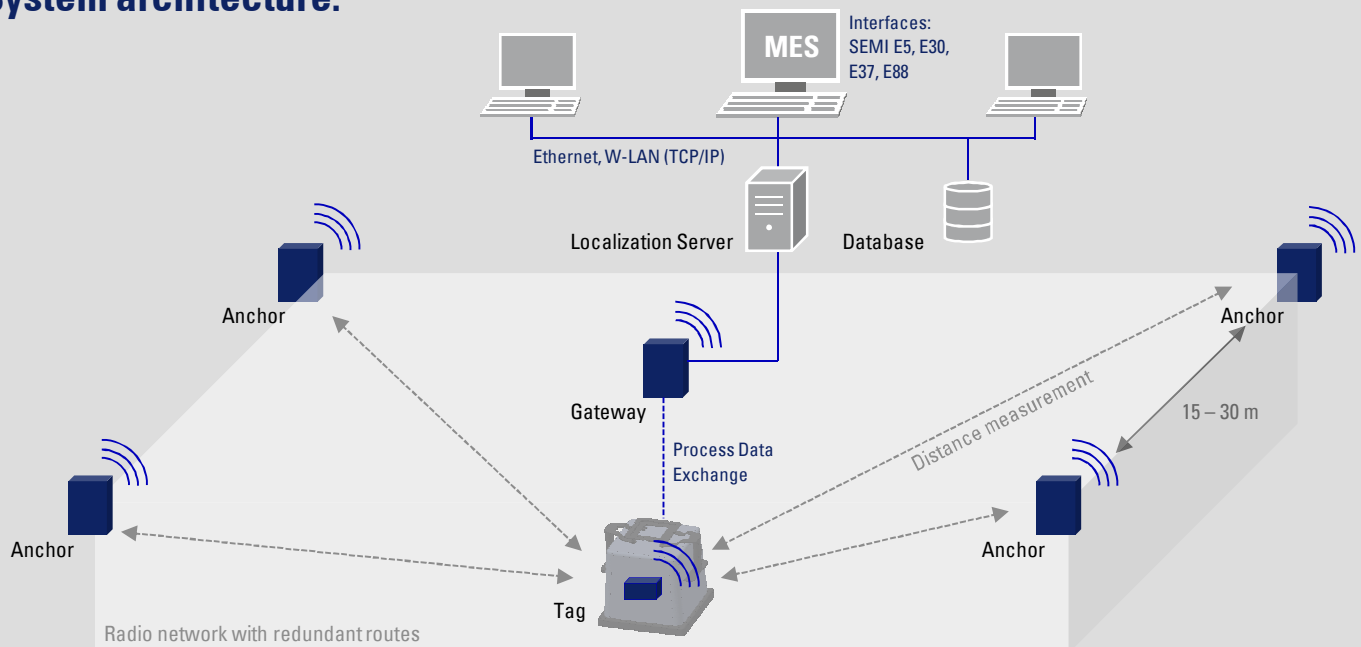 System architecture.
MES
Interfaces:
SEMI E5, E30,
E37, E88
Ethernet, W-LAN (TCP/IP)
Localization Server
Database
Anchor
Anchor
Gateway
Distance measurement
15 – 30 m
Process Data
Exchange
Anchor
Anchor
Tag
Radio network with redundant routes